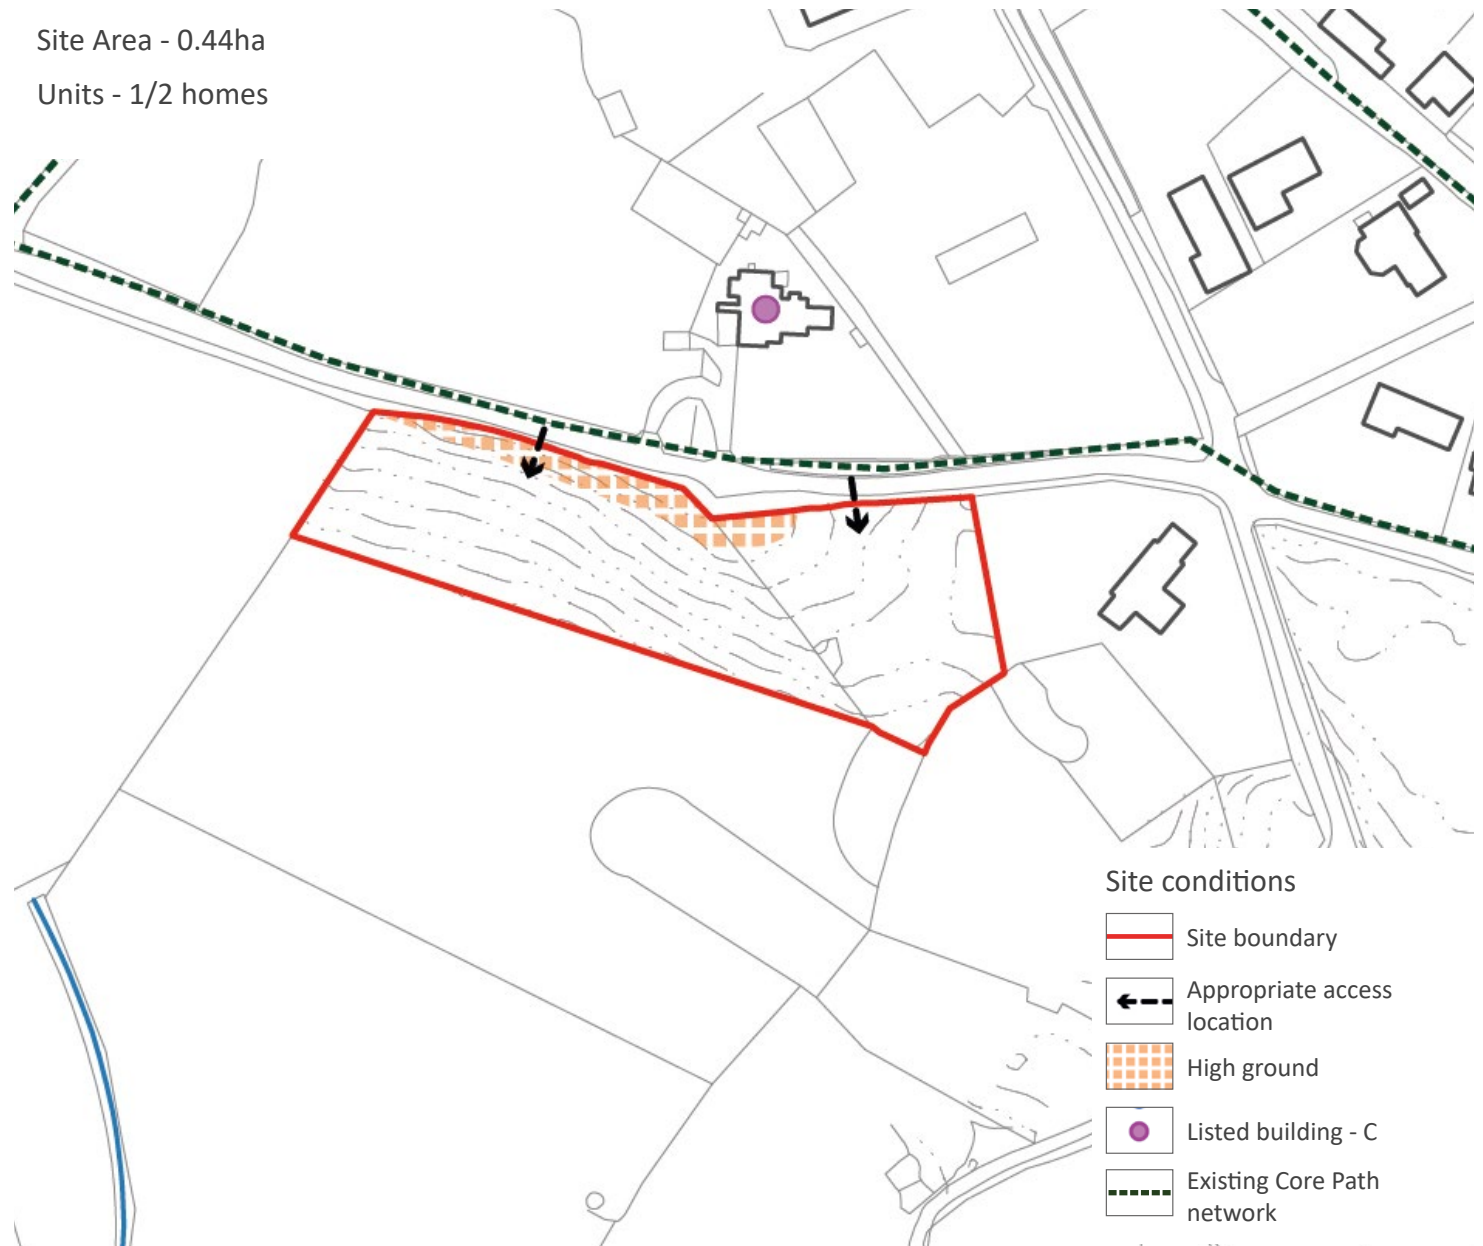 Site Area - 0.44ha
Units - 1/2 homes
Site conditions
Site boundary
Appropriate access
location
High ground
Listed building - C
Existing Core Path
network